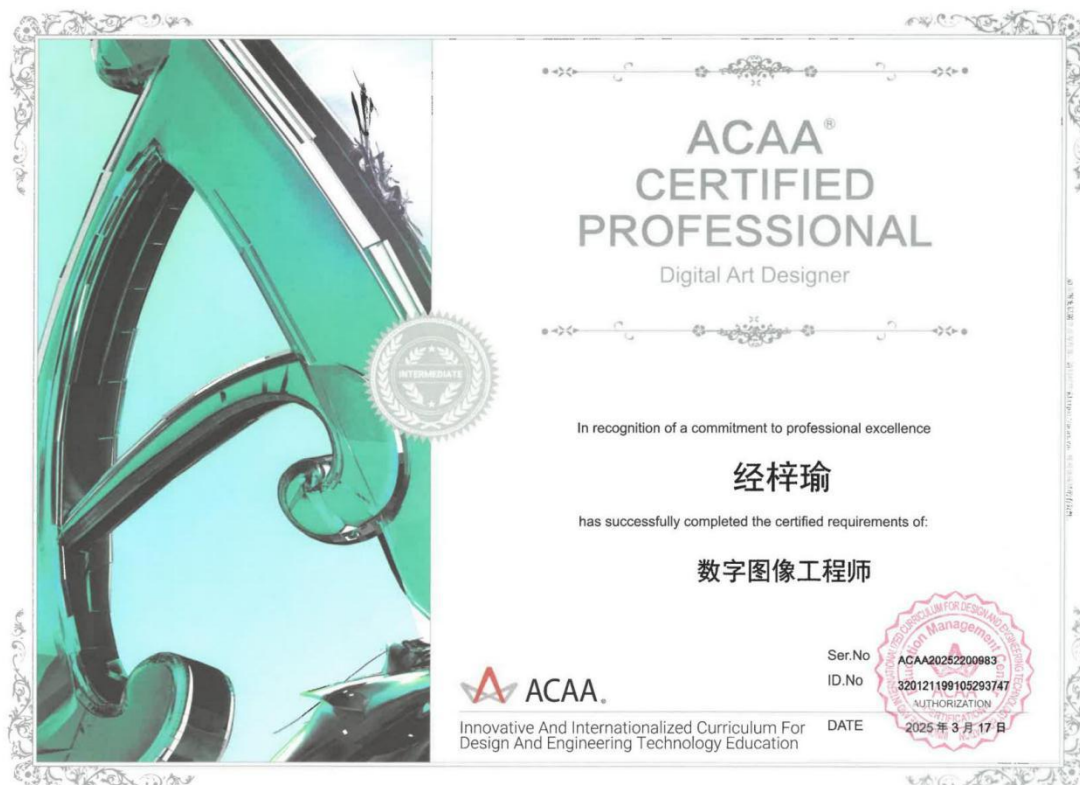 ACAA®
CERTIFIED
PROFESSIONAL
Digital Art Designer
INTERMEDIATE
In recognition of a commitment to professional excellence
经梓瑜
has successfully completed the certified requirements of:
数字图像工程师
Ser.No ACAA20252200983
ID.No 320121199105293747
AUTHORIZATION
DATE 2025 年 3 月 17 日
ACAA.
Innovative And Internationalized Curriculum For
Design And Engineering Technology Education